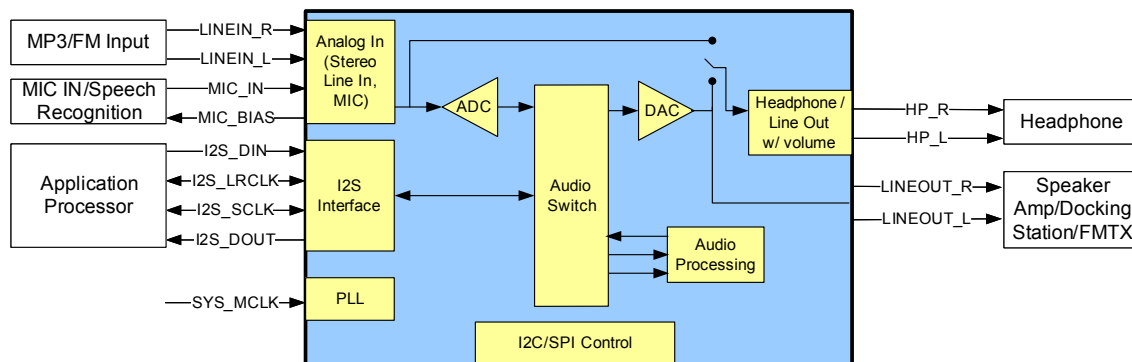 MP3/FM Input
LINEIN_R
LINEIN_L
MIC IN/Speech
Recognition
MIC_IN
MIC_BIAS
Application
Processor
I2S_DIN
I2S_LRCLK
I2S_SCLK
I2S_DOUT
SYS_MCLK
Analog In
(Stereo
Line In,
MIC)
I2S
Interface
PLL
ADC
Audio
Switch
DAC
Audio
Processing
I2C/SPI Control
Headphone /
Line Out
w/ volume
HP_R
HP_L
Headphone
LINEOUT_R
LINEOUT_L
Speaker
Amp/Docking
Station/FMTX